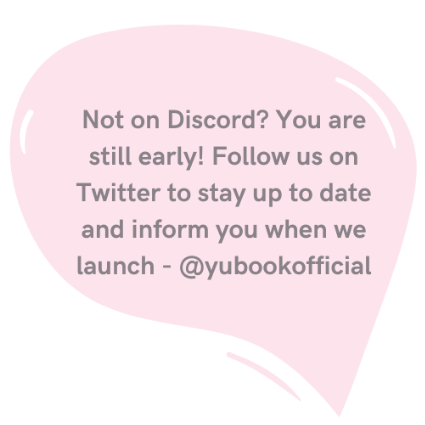 Not on Discord? You are
still early! Follow us on
Twitter to stay up to date
and inform you when we
launch - @yubookofficial